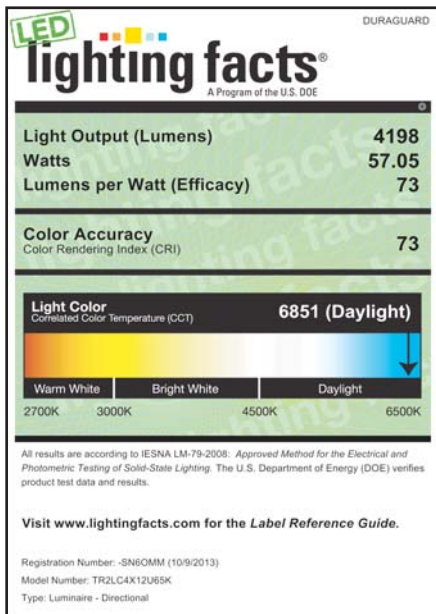 DURAGUARD
LED
lighting facts®
A Program of the U.S. DOE
Light Output (Lumens) 4198
Watts 57.05
Lumens per Watt (Efficacy) 73
Color Accuracy 73
Color Rendering Index (CRI)
Light Color 6851 (Daylight)
Correlated Color Temperature (CCT)
Warm White Bright White Daylight
2700K 3000K 4500K 6500K
All results are according to IESNA LM-79-2008: Approved Method for the Electrical and
Photometric Testing of Solid-State Lighting. The U.S. Department of Energy (DOE) verifies
product test data and results.
Visit www.lightingfacts.com for the Label Reference Guide.
Registration Number: -SN6OMM (10/9/2013)
Model Number: TR2LC4X12U65K
Type: Luminaire - Directional